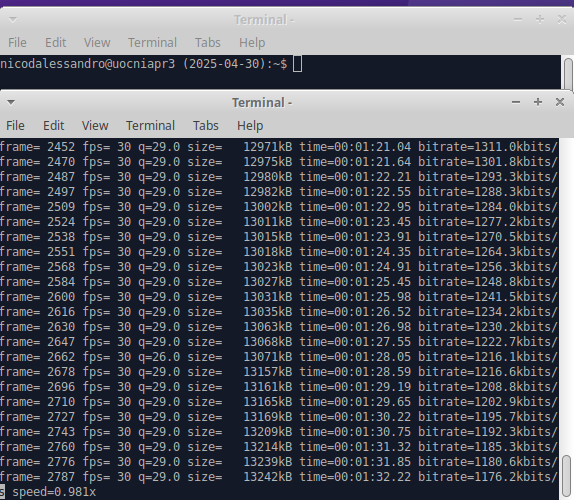 Terminal -
File Edit View Terminal Tabs Help
nicodalessandro@uocniapr3 (2025-04-30):~$
Terminal -
File Edit View Terminal Tabs Help
frame= 2452 fps= 30 q=29.0 size=   12971kB time=00:01:21.04 bitrate=1311.0kbits/
frame= 2470 fps= 30 q=29.0 size=   12975kB time=00:01:21.64 bitrate=1301.8kbits/
frame= 2487 fps= 30 q=29.0 size=   12980kB time=00:01:22.21 bitrate=1293.3kbits/
frame= 2497 fps= 30 q=29.0 size=   12982kB time=00:01:22.55 bitrate=1288.3kbits/
frame= 2509 fps= 30 q=29.0 size=   13002kB time=00:01:22.95 bitrate=1284.0kbits/
frame= 2524 fps= 30 q=29.0 size=   13011kB time=00:01:23.45 bitrate=1277.2kbits/
frame= 2538 fps= 30 q=29.0 size=   13015kB time=00:01:23.91 bitrate=1270.5kbits/
frame= 2551 fps= 30 q=29.0 size=   13018kB time=00:01:24.35 bitrate=1264.3kbits/
frame= 2568 fps= 30 q=29.0 size=   13023kB time=00:01:24.91 bitrate=1256.3kbits/
frame= 2584 fps= 30 q=29.0 size=   13027kB time=00:01:25.45 bitrate=1248.8kbits/
frame= 2600 fps= 30 q=29.0 size=   13031kB time=00:01:25.98 bitrate=1241.5kbits/
frame= 2616 fps= 30 q=29.0 size=   13035kB time=00:01:26.52 bitrate=1234.2kbits/
frame= 2630 fps= 30 q=29.0 size=   13063kB time=00:01:26.98 bitrate=1230.2kbits/
frame= 2647 fps= 30 q=29.0 size=   13068kB time=00:01:27.55 bitrate=1222.7kbits/
frame= 2662 fps= 30 q=26.0 size=   13071kB time=00:01:28.05 bitrate=1216.1kbits/
frame= 2678 fps= 30 q=29.0 size=   13157kB time=00:01:28.59 bitrate=1216.6kbits/
frame= 2696 fps= 30 q=29.0 size=   13161kB time=00:01:29.19 bitrate=1208.8kbits/
frame= 2710 fps= 30 q=29.0 size=   13165kB time=00:01:29.65 bitrate=1202.9kbits/
frame= 2727 fps= 30 q=29.0 size=   13169kB time=00:01:30.22 bitrate=1195.7kbits/
frame= 2743 fps= 30 q=29.0 size=   13209kB time=00:01:30.75 bitrate=1192.3kbits/
frame= 2760 fps= 30 q=29.0 size=   13214kB time=00:01:31.32 bitrate=1185.3kbits/
frame= 2776 fps= 30 q=29.0 size=   13239kB time=00:01:31.85 bitrate=1180.6kbits/
frame= 2787 fps= 30 q=29.0 size=   13242kB time=00:01:32.22 bitrate=1176.2kbits/
s speed=0.981x